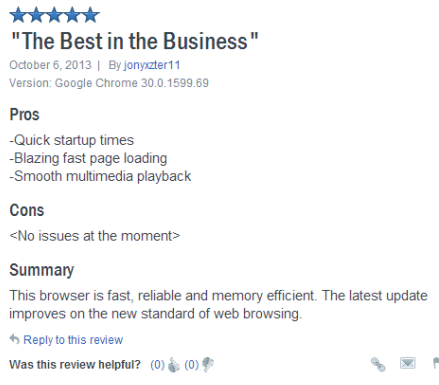 "The Best in the Business"
October 6, 2013 | By jonyxzter11
Version: Google Chrome 30.0.1599.69
Pros
-Quick startup times
-Blazing fast page loading
-Smooth multimedia playback
Cons
<No issues at the moment>
Summary
This browser is fast, reliable and memory efficient. The latest update
improves on the new standard of web browsing.
Reply to this review
Was this review helpful? (0) (0)